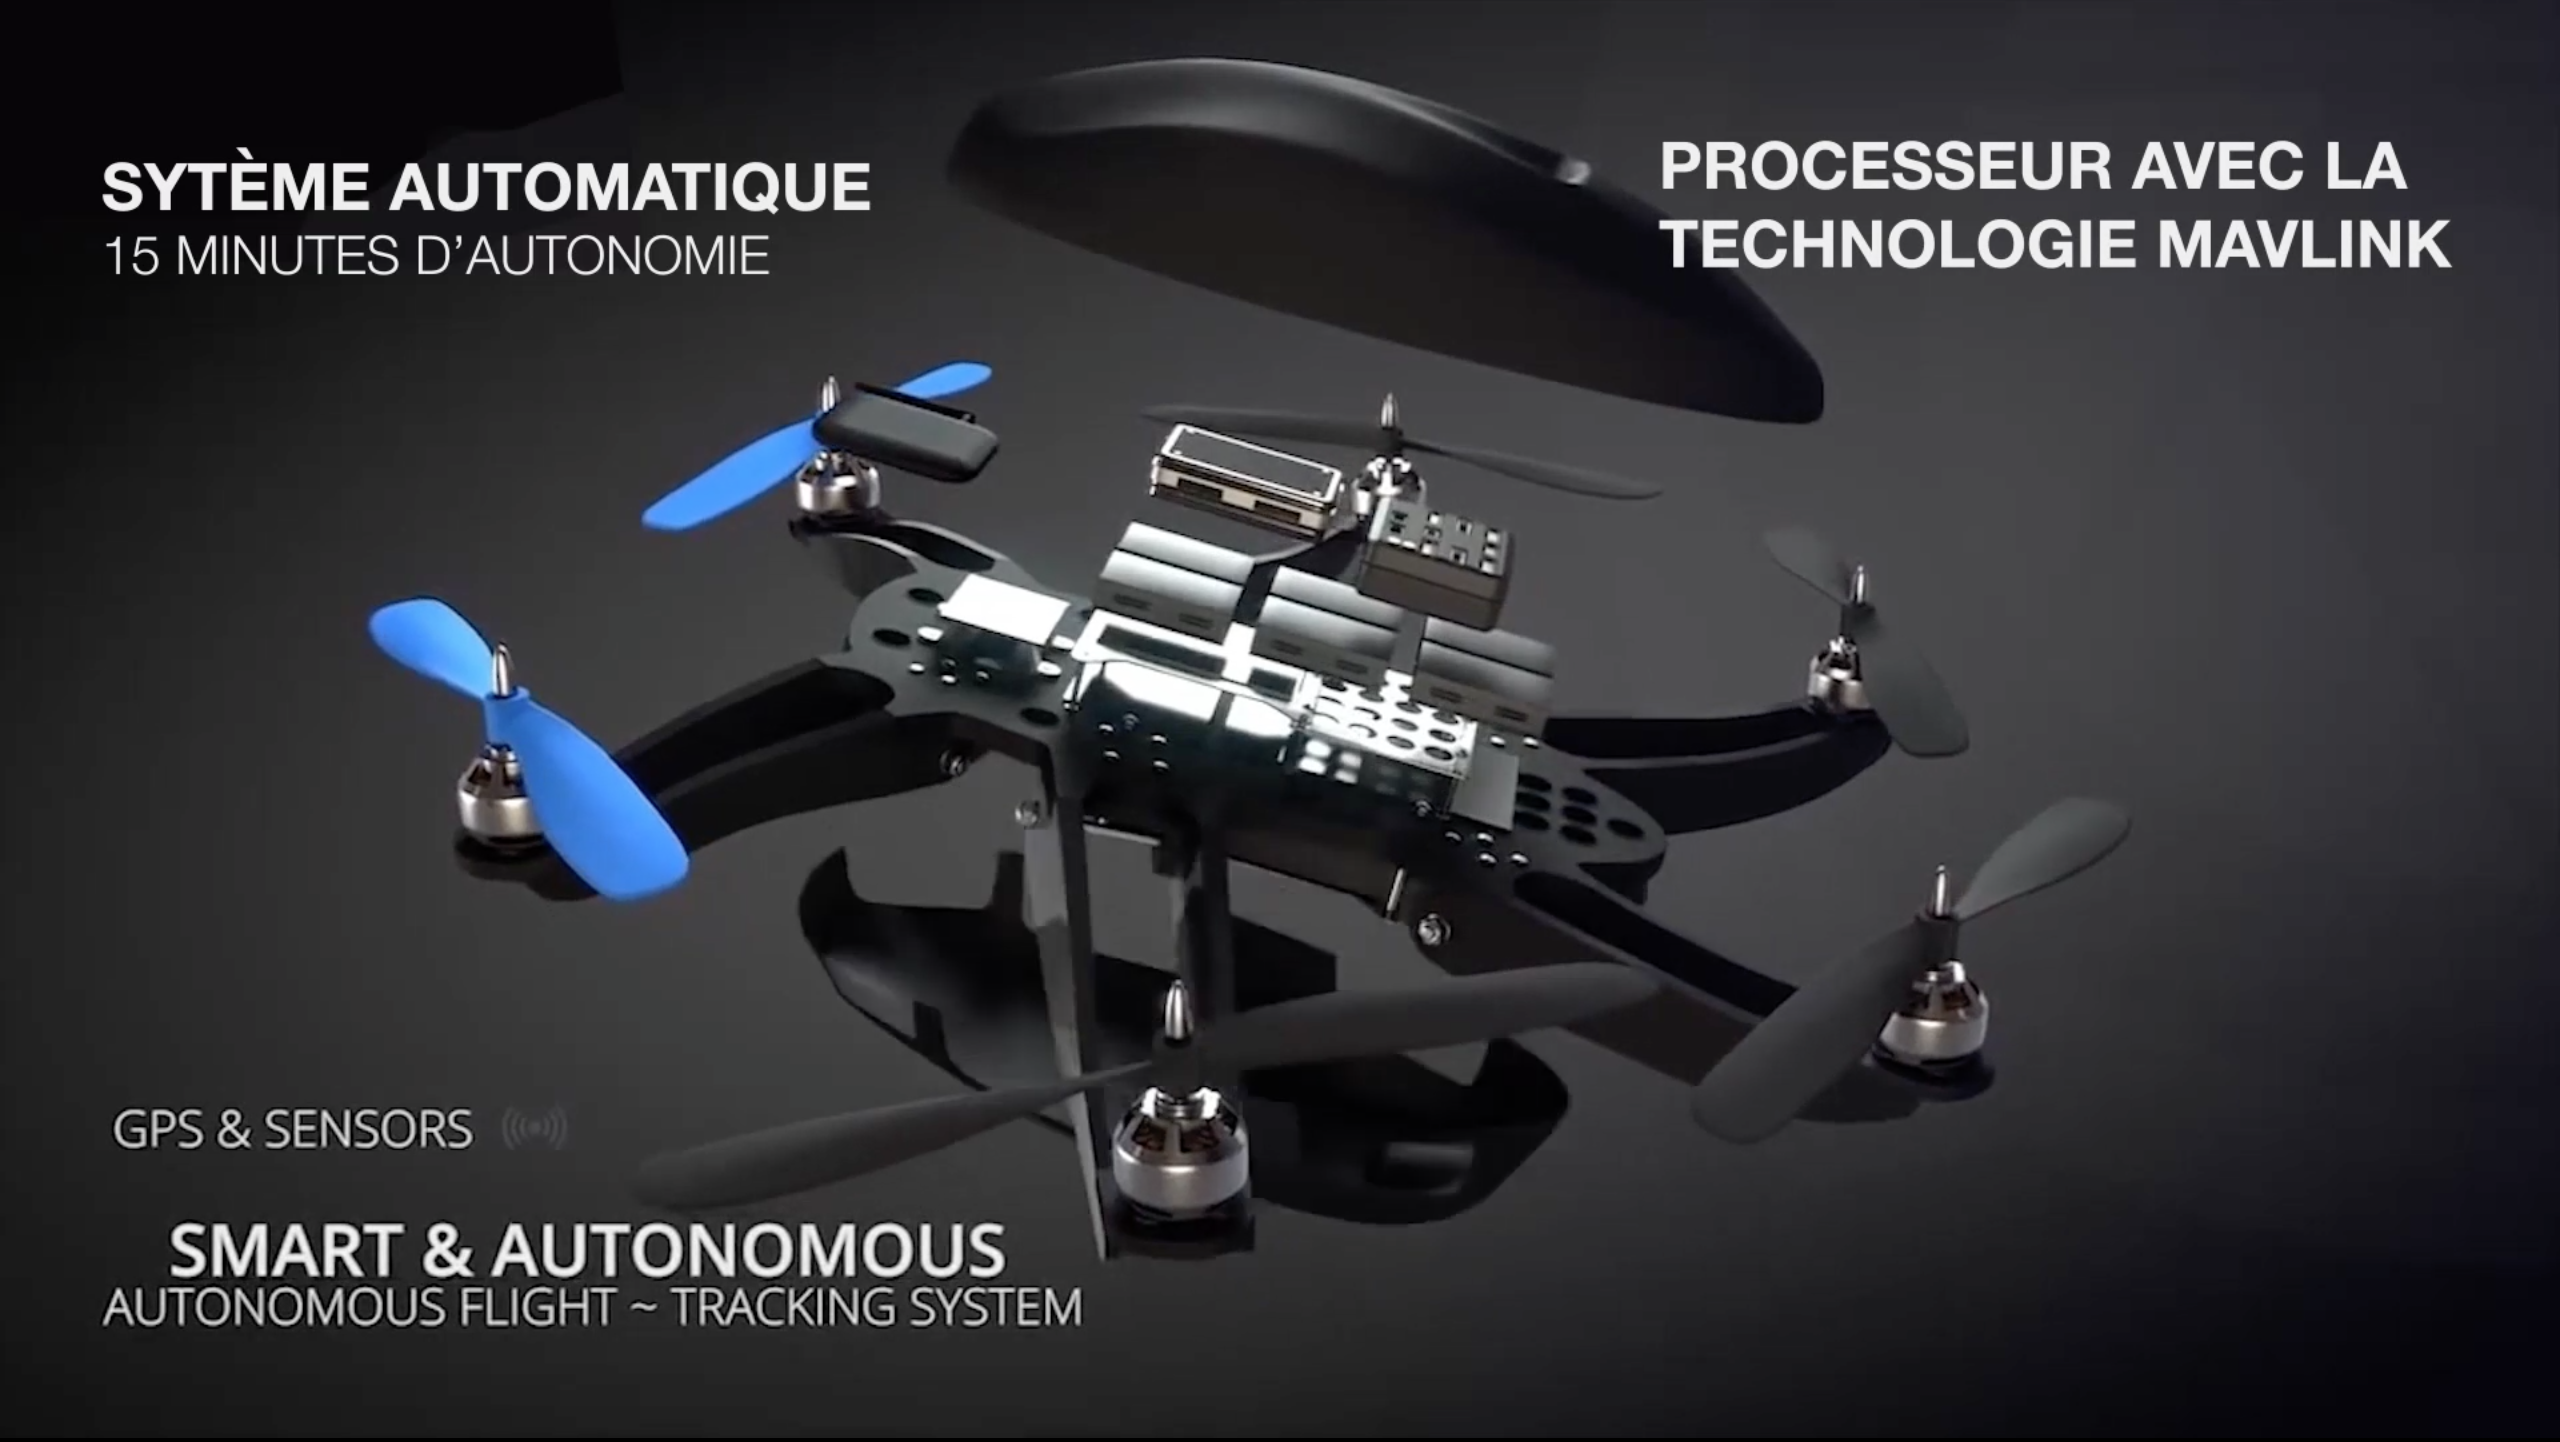 SYTÈME AUTOMATIQUE
15 MINUTES D'AUTONOMIE
PROCESSEUR AVEC LA
TECHNOLOGIE MAVLINK
GPS & SENSORS
SMART & AUTONOMOUS
AUTONOMOUS FLIGHT ~ TRACKING SYSTEM